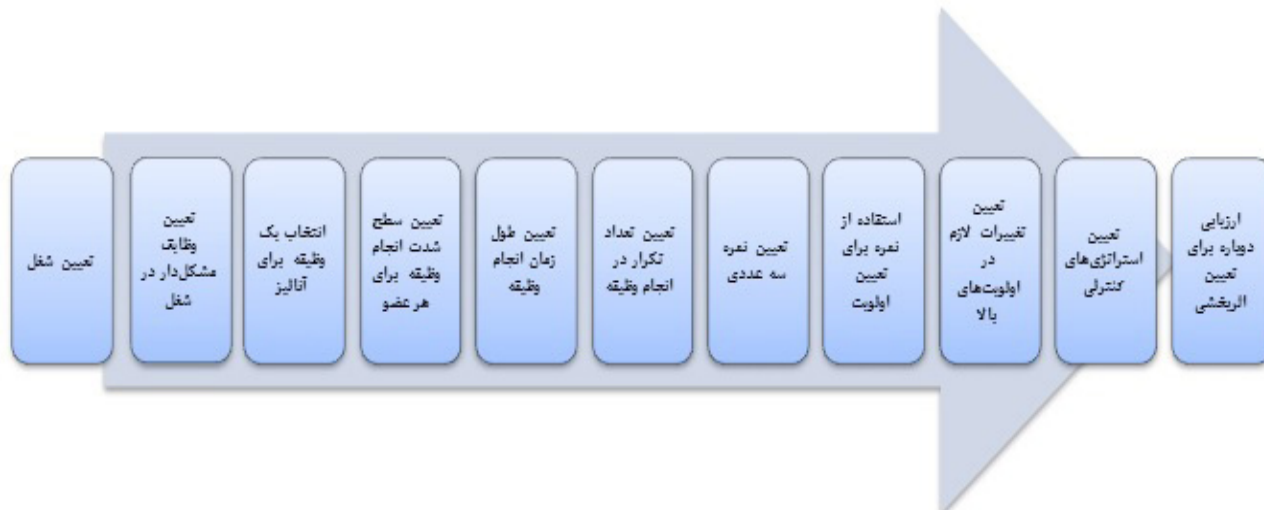 تعیین شغل
تعیین
وظایف
مشکل‌دار در
شغل
انتخاب یک
وظیفه برای
آنالیز
تعیین سطح
شدت انجام
وظیفه برای
هر عضو
تعیین طول
زمان انجام
وظیفه
تعیین تعداد
تکرار در
انجام وظیفه
تعیین نمره
سه عددی
استفاده از
نمره برای
تعیین
اولویت
تعیین
تغییرات لازم
در
اولویت‌های
بالا
تعیین
استراتژی‌های
کنترلی
ارزیابی
دوباره برای
تعیین
اثربخشی